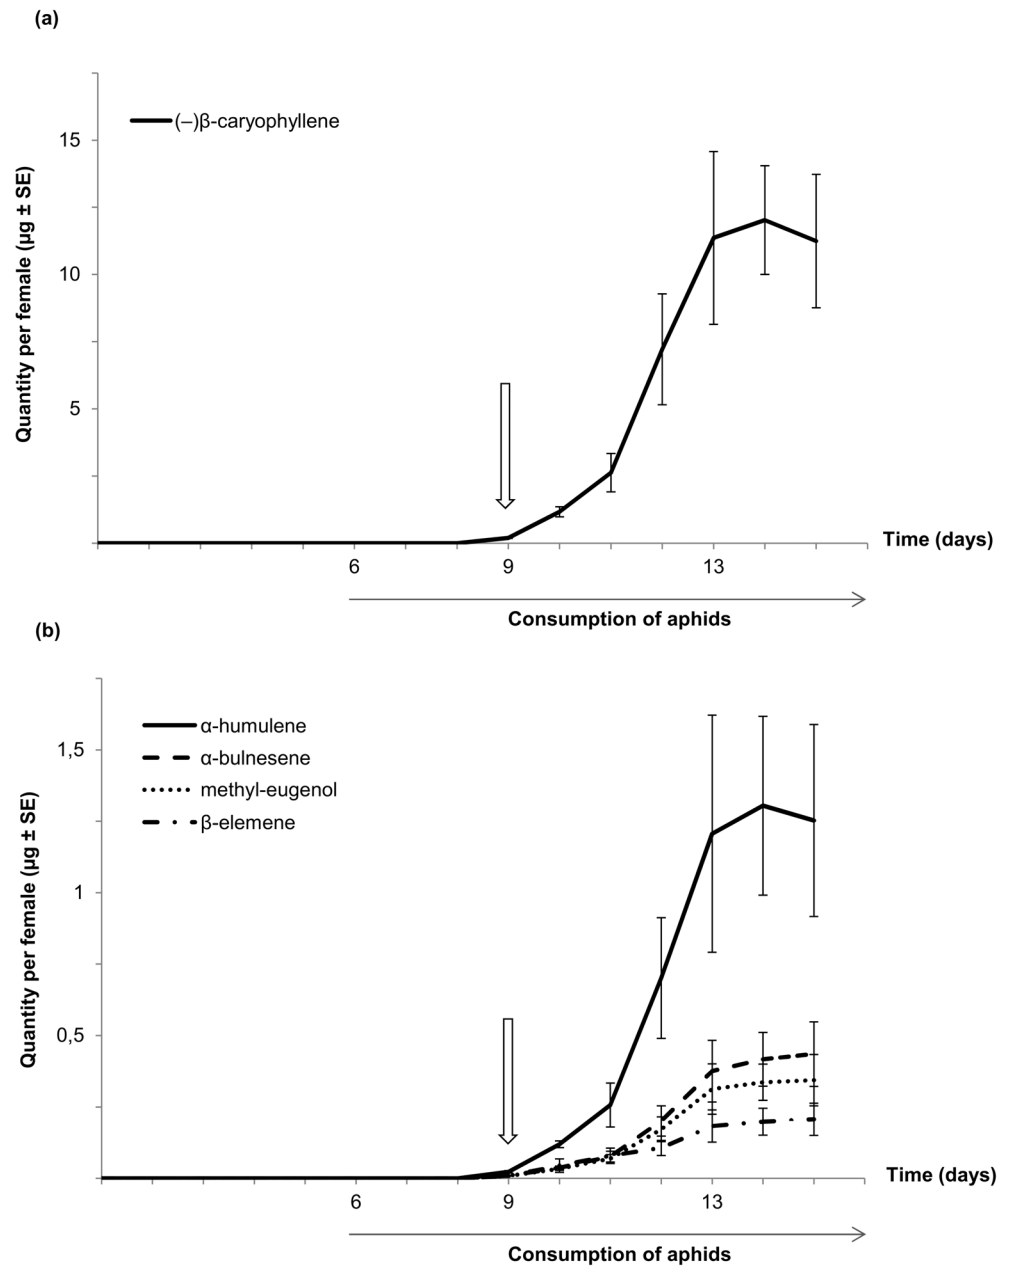 (a)
(–)β-caryophyllene
Quantity per female (µg ± SE)
15
10
5
6
9
13
Time (days)
Consumption of aphids
(b)
α-humulene
α-bulnesene
methyl-eugenol
β-elemene
Quantity per female (µg ± SE)
1,5
1
0,5
6
9
13
Time (days)
Consumption of aphids